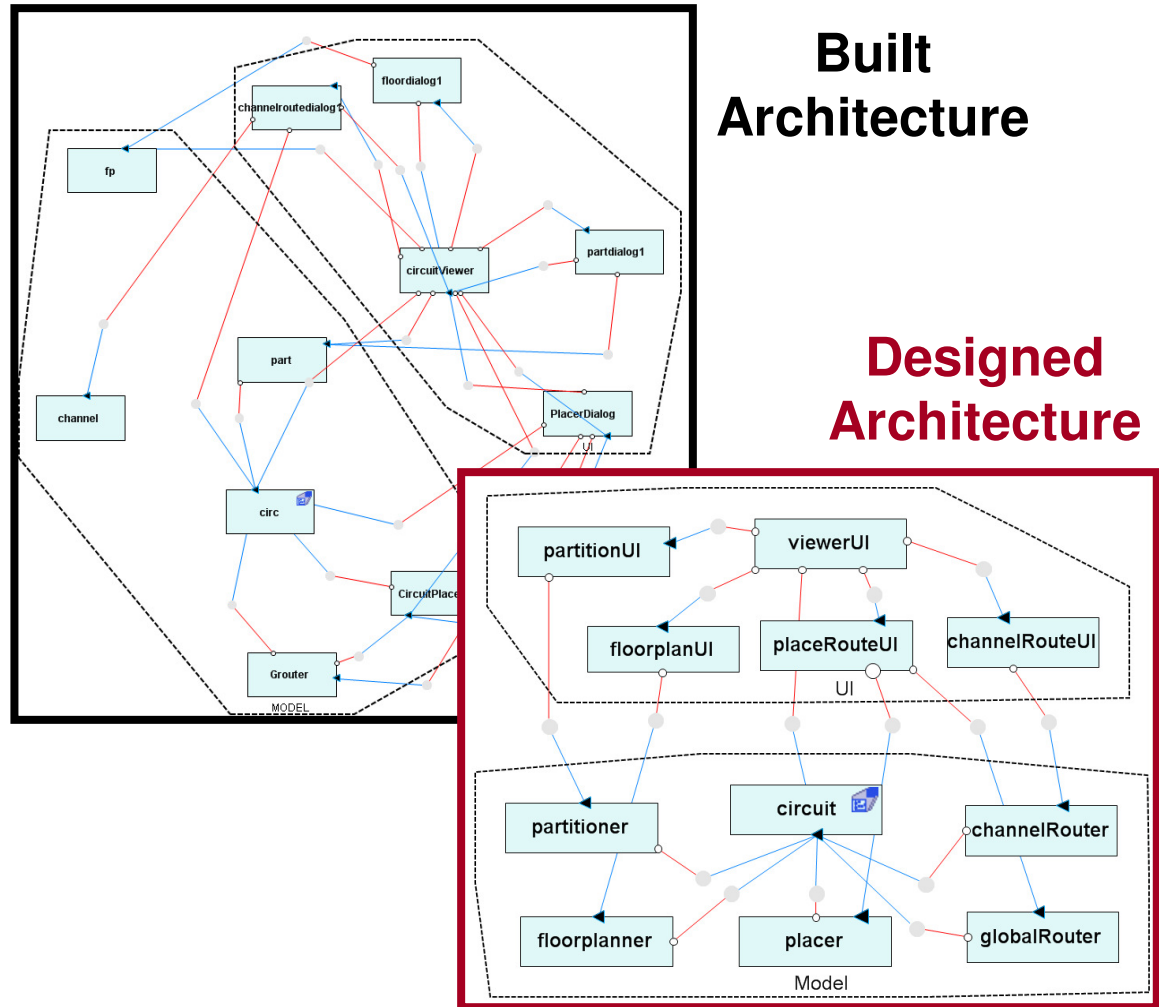 Built
Architecture
floordialog1
channelroutedialog1
fp
circuitViewer
partdialog1
part
channel
PlacerDialog
UI
circ
CircuitPlace
Grouter
MODEL
Designed
Architecture
partitionUI
viewerUI
floorplanUI
placeRouteUI
channelRouteUI
UI
partitioner
circuit
channelRouter
floorplanner
placer
globalRouter
Model